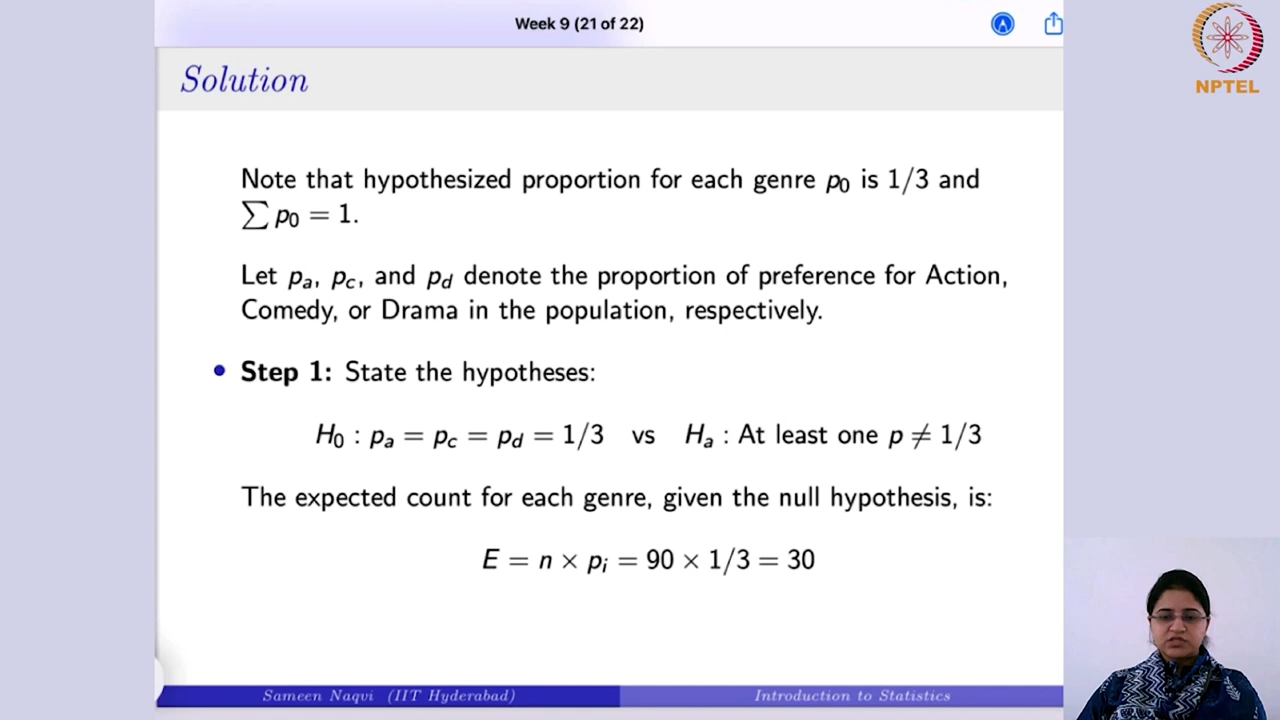 Week 9 (21 of 22)
NPTEL
Solution
Note that hypothesized proportion for each genre p₀ is 1/3 and
∑ p₀ = 1.
Let pₐ, p_c, and p_d denote the proportion of preference for Action,
Comedy, or Drama in the population, respectively.
• Step 1: State the hypotheses:
H₀ : pₐ = p_c = p_d = 1/3 vs Hₐ : At least one p ≠ 1/3
The expected count for each genre, given the null hypothesis, is:
E = n × pᵢ = 90 × 1/3 = 30
Sameen Naqvi (IIT Hyderabad)
Introduction to Statistics